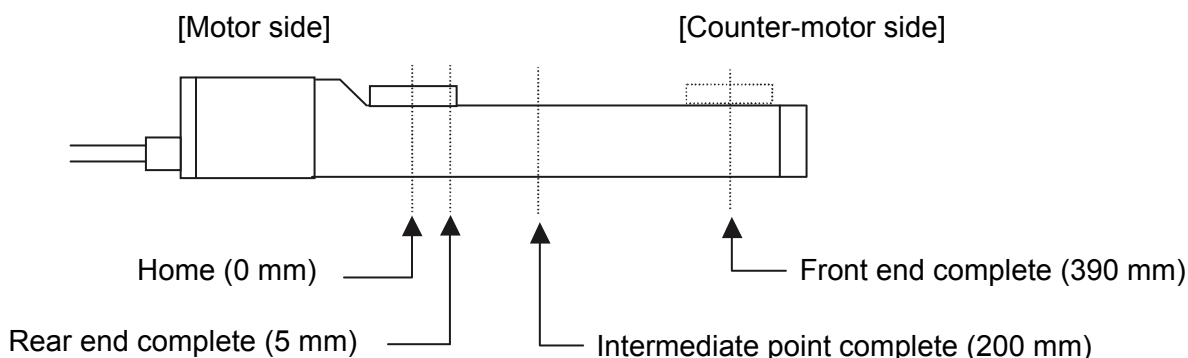 [Motor side]
[Counter-motor side]
Home (0 mm)
Front end complete (390 mm)
Rear end complete (5 mm)
Intermediate point complete (200 mm)